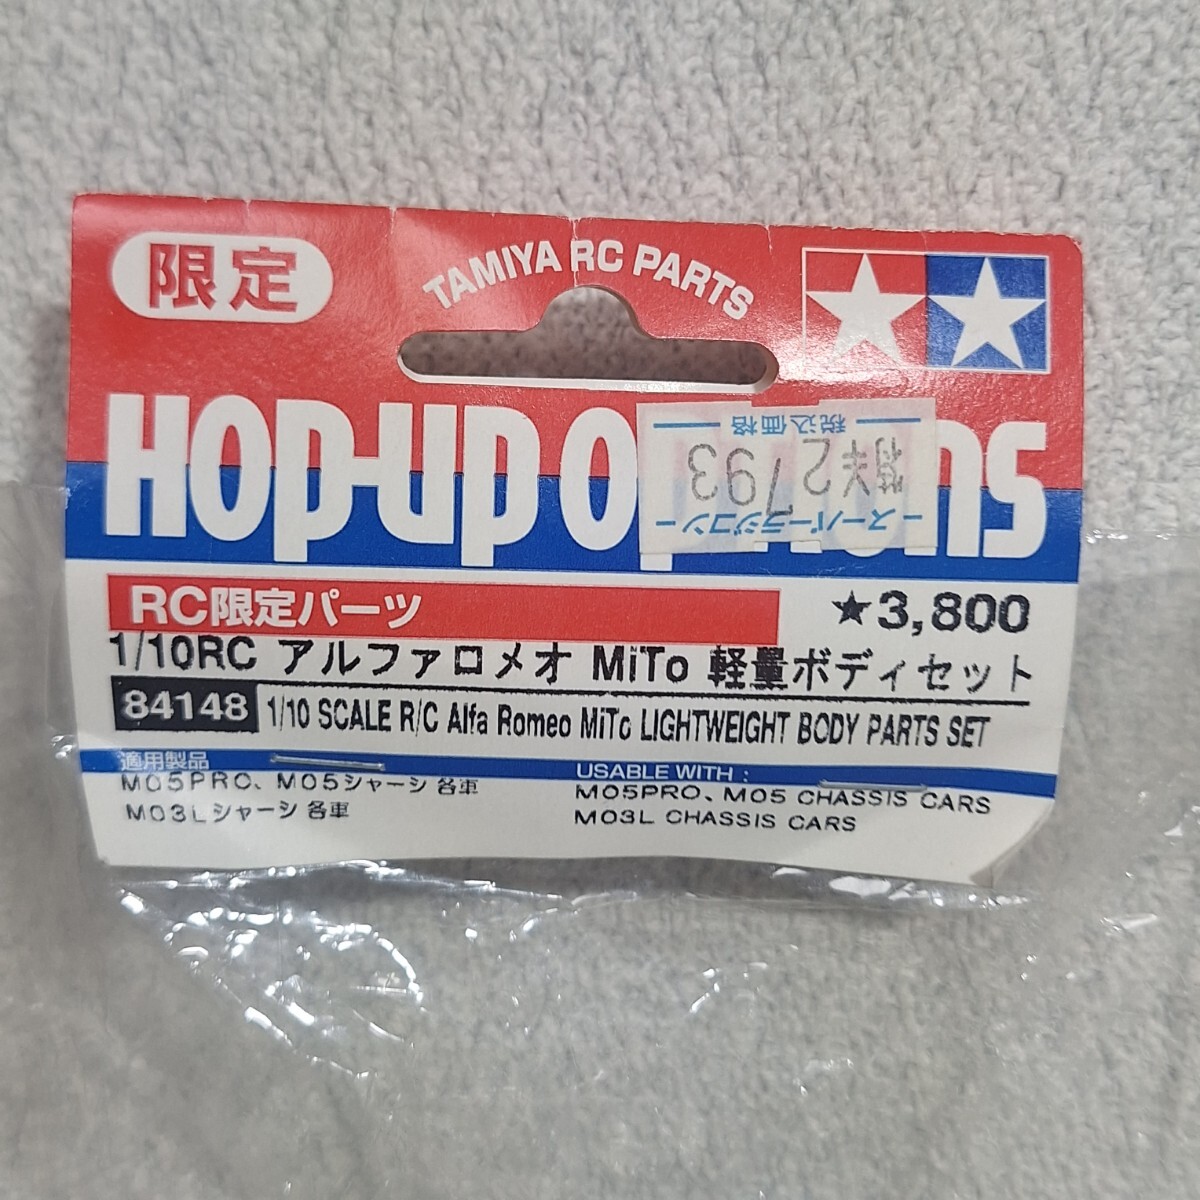 限定
TAMIYA RC PARTS
HOP-UP OPTIONS
税込価格
特¥2793
スーパーラジコン
RC限定パーツ
★3,800
1/10RC アルファロメオ MiTo 軽量ボディセット
84148 1/10 SCALE R/C Alfa Romeo MiTo LIGHTWEIGHT BODY PARTS SET
適用製品
M05PRO、M05シャーシ 各車
M03Lシャーシ 各車
USABLE WITH :
M05PRO、M05 CHASSIS CARS
M03L CHASSIS CARS